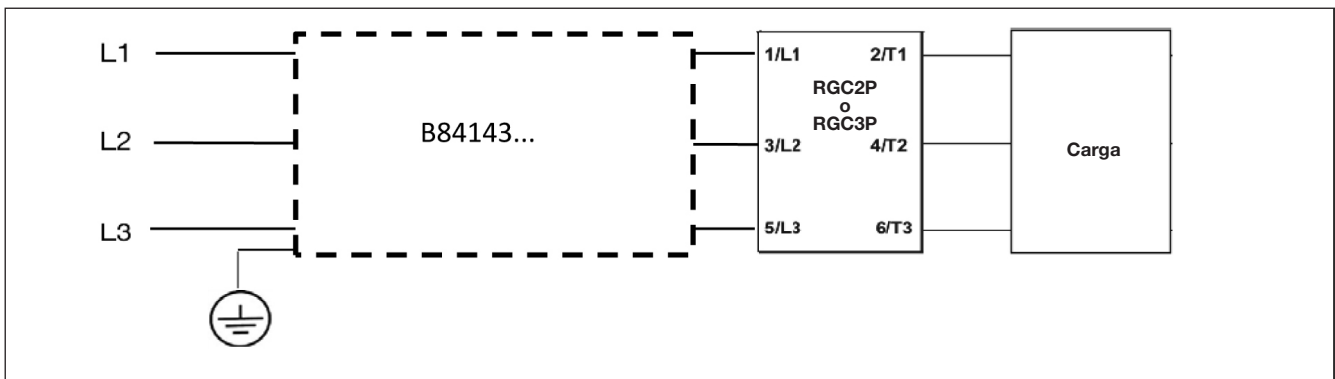 L1
L2
L3
B84143...
1/L1
2/T1
RGC2P
o
RGC3P
3/L2
4/T2
5/L3
6/T3
Carga